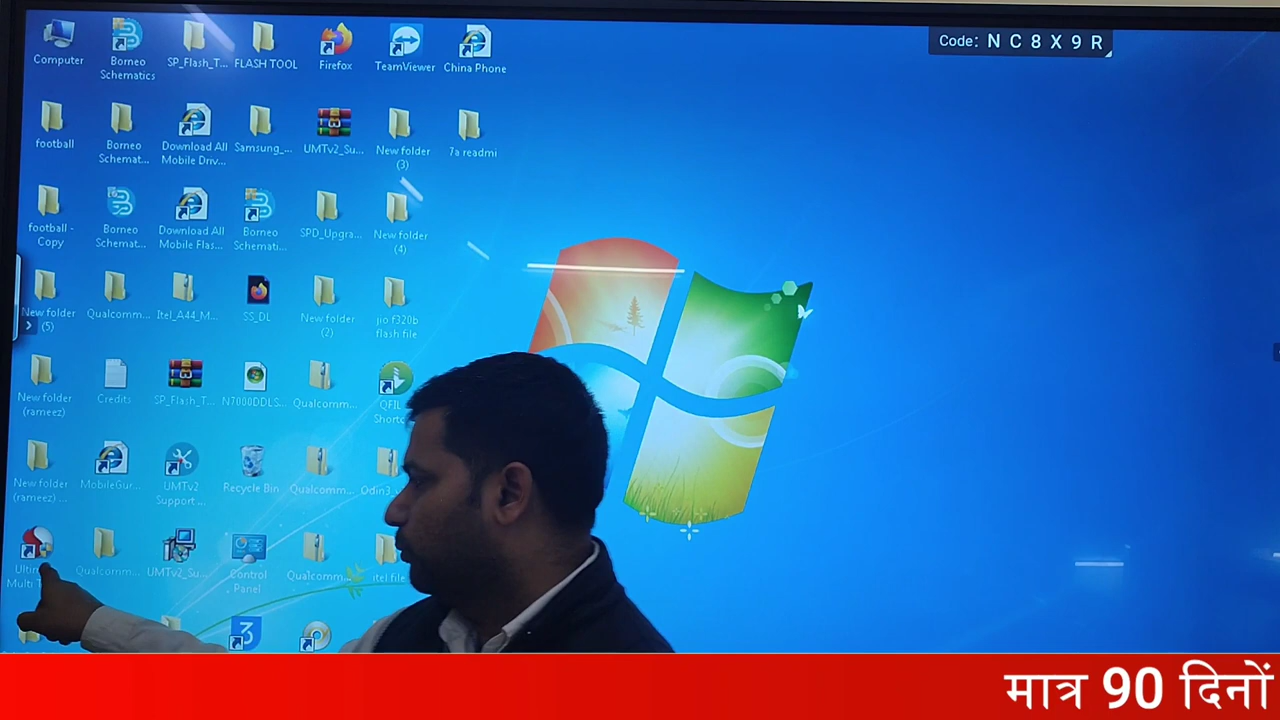 Code: N C 8 X 9 R
Computer
Borneo
Schematics
SP_Flash_T...
FLASH TOOL
Firefox
TeamViewer
China Phone
football
Borneo
Schemat...
Download All
Mobile Driv...
Samsung_...
UMTv2_Su...
New folder
(3)
7a readmi
football -
Copy
Borneo
Schemat...
Download All
Mobile Flas...
Borneo
Schemati...
SPD_Upgra...
New folder
(4)
New folder
(5)
Qualcomm...
Itel_A44_M...
SS_DL
New folder
(2)
jio f320b
flash file
New folder
(rameez)
Credits
SP_Flash_T...
N7000DDLS...
Qualcomm...
QFIL
New folder
(rameez) ...
MobileGur...
UMTv2
Support ...
Recycle Bin
Qualcomm...
Qualcomm...
UMTv2_Su...
Control
Panel
Qualcomm...
itel file
Multi
मात्र 90 दिनों